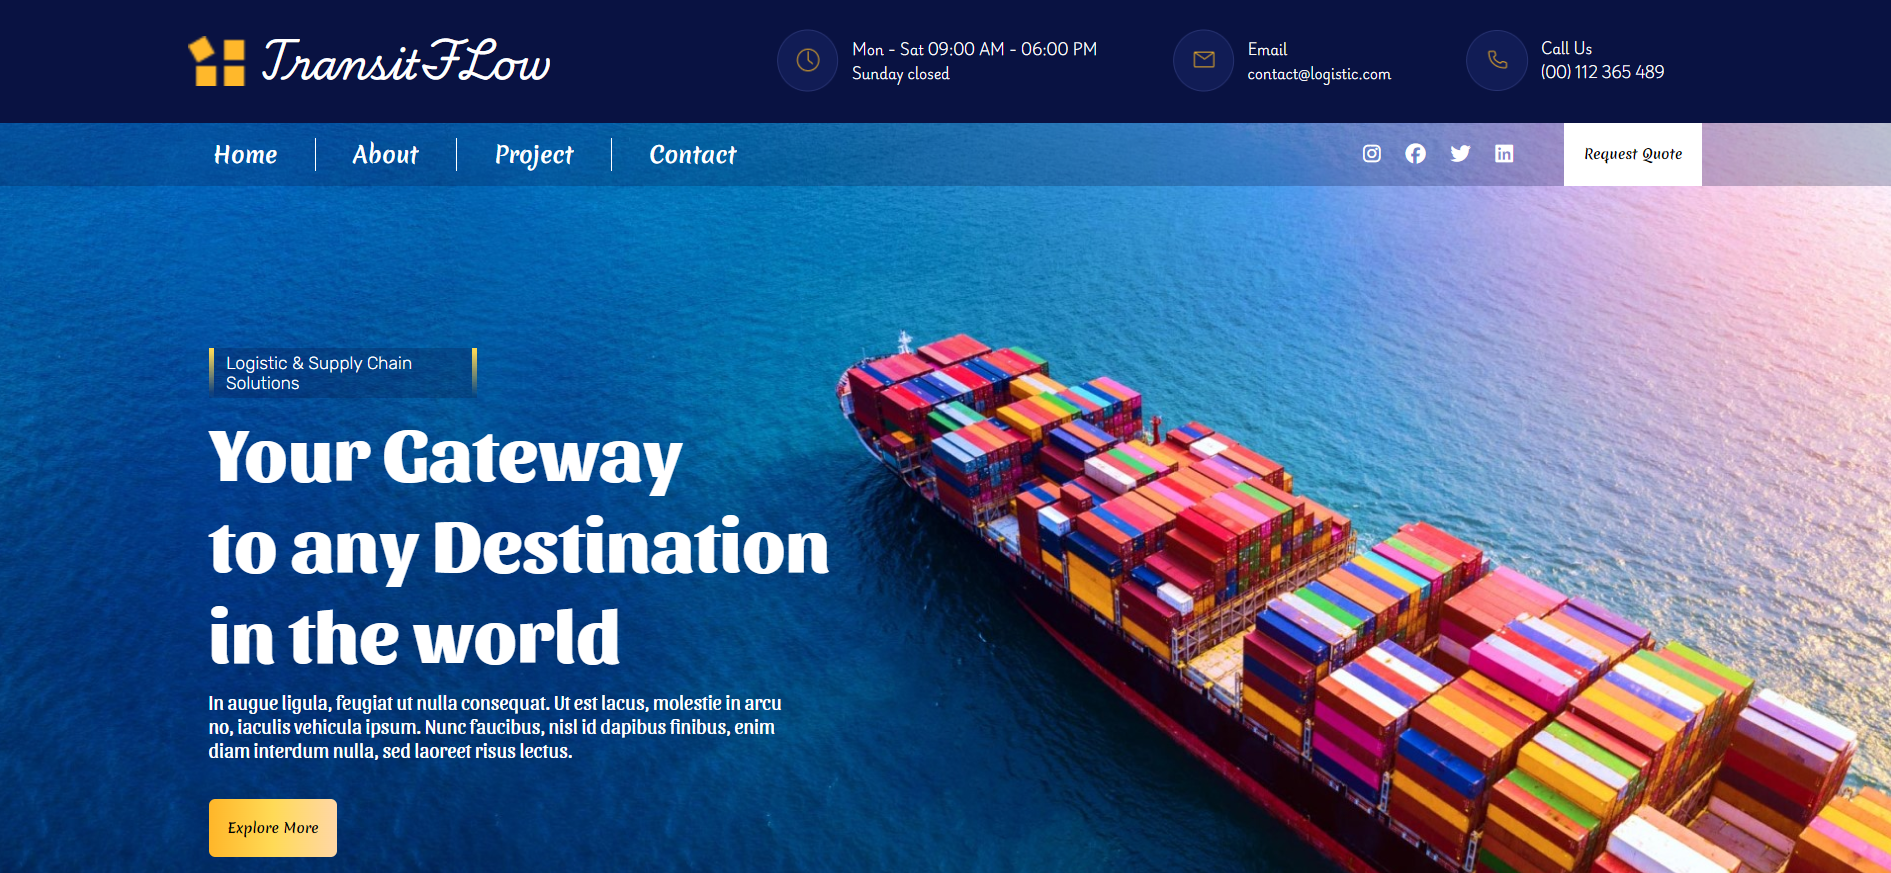 TransitFLow
Mon - Sat 09:00 AM - 06:00 PM
Sunday closed
Email
contact@logistic.com
Call Us
(00) 112 365 489
Home
About
Project
Contact
Request Quote
Logistic & Supply Chain
Solutions
Your Gateway
to any Destination
in the world
In augue ligula, feugiat ut nulla consequat. Ut est lacus, molestie in arcu
no, iaculis vehicula ipsum. Nunc faucibus, nisl id dapibus finibus, enim
diam interdum nulla, sed laoreet risus lectus.
Explore More